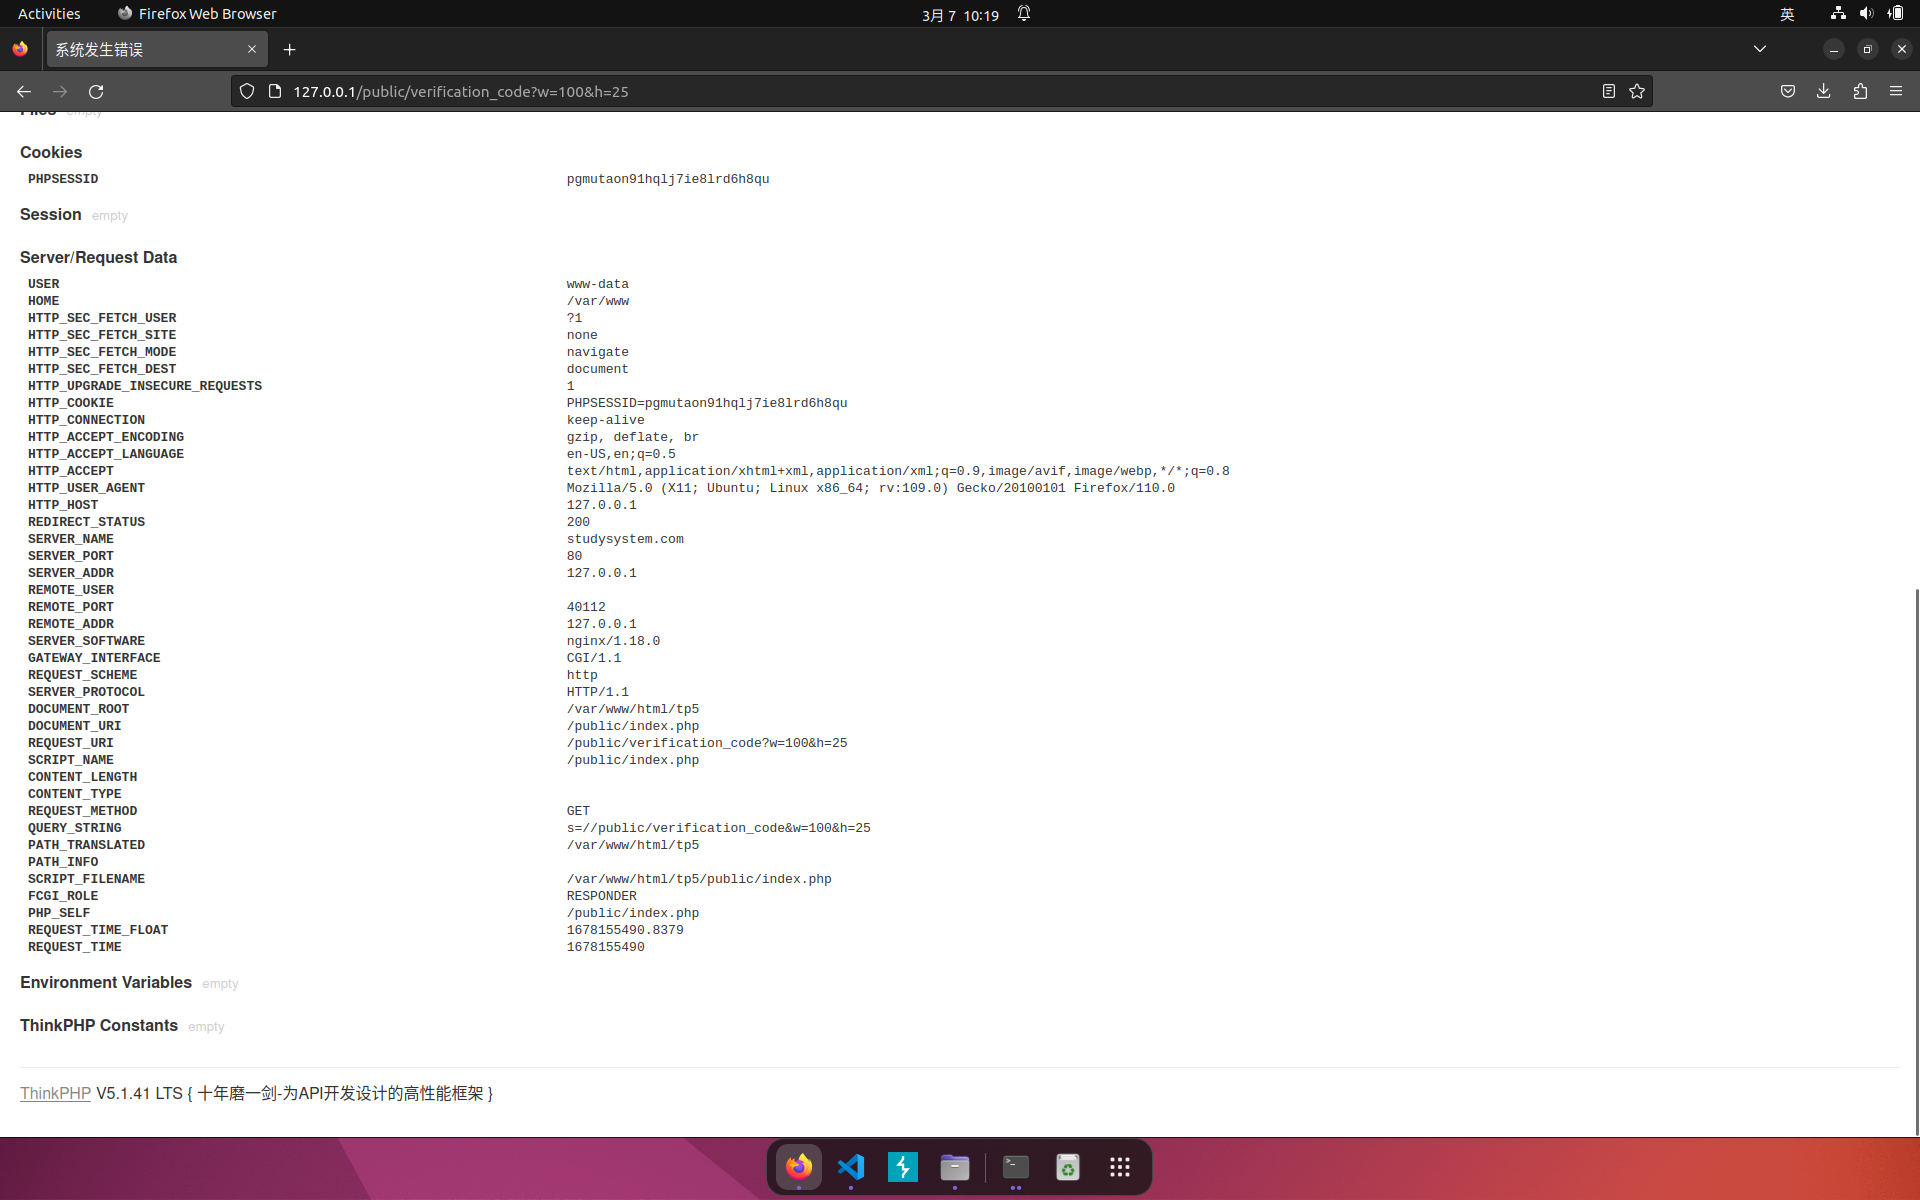 Activities
Firefox Web Browser
3月 7 10:19
英
系统发生错误
127.0.0.1/public/verification_code?w=100&h=25
Files empty
Cookies
PHPSESSID pgmutaon91hqlj7ie8lrd6h8qu
Session empty
Server/Request Data
USER www-data
HOME /var/www
HTTP_SEC_FETCH_USER ?1
HTTP_SEC_FETCH_SITE none
HTTP_SEC_FETCH_MODE navigate
HTTP_SEC_FETCH_DEST document
HTTP_UPGRADE_INSECURE_REQUESTS 1
HTTP_COOKIE PHPSESSID=pgmutaon91hqlj7ie8lrd6h8qu
HTTP_CONNECTION keep-alive
HTTP_ACCEPT_ENCODING gzip, deflate, br
HTTP_ACCEPT_LANGUAGE en-US,en;q=0.5
HTTP_ACCEPT text/html,application/xhtml+xml,application/xml;q=0.9,image/avif,image/webp,*/*;q=0.8
HTTP_USER_AGENT Mozilla/5.0 (X11; Ubuntu; Linux x86_64; rv:109.0) Gecko/20100101 Firefox/110.0
HTTP_HOST 127.0.0.1
REDIRECT_STATUS 200
SERVER_NAME studysystem.com
SERVER_PORT 80
SERVER_ADDR 127.0.0.1
REMOTE_USER
REMOTE_PORT 40112
REMOTE_ADDR 127.0.0.1
SERVER_SOFTWARE nginx/1.18.0
GATEWAY_INTERFACE CGI/1.1
REQUEST_SCHEME http
SERVER_PROTOCOL HTTP/1.1
DOCUMENT_ROOT /var/www/html/tp5
DOCUMENT_URI /public/index.php
REQUEST_URI /public/verification_code?w=100&h=25
SCRIPT_NAME /public/index.php
CONTENT_LENGTH
CONTENT_TYPE
REQUEST_METHOD GET
QUERY_STRING s=//public/verification_code&w=100&h=25
PATH_TRANSLATED /var/www/html/tp5
PATH_INFO
SCRIPT_FILENAME /var/www/html/tp5/public/index.php
FCGI_ROLE RESPONDER
PHP_SELF /public/index.php
REQUEST_TIME_FLOAT 1678155490.8379
REQUEST_TIME 1678155490
Environment Variables empty
ThinkPHP Constants empty
ThinkPHP V5.1.41 LTS { 十年磨一剑-为API开发设计的高性能框架 }